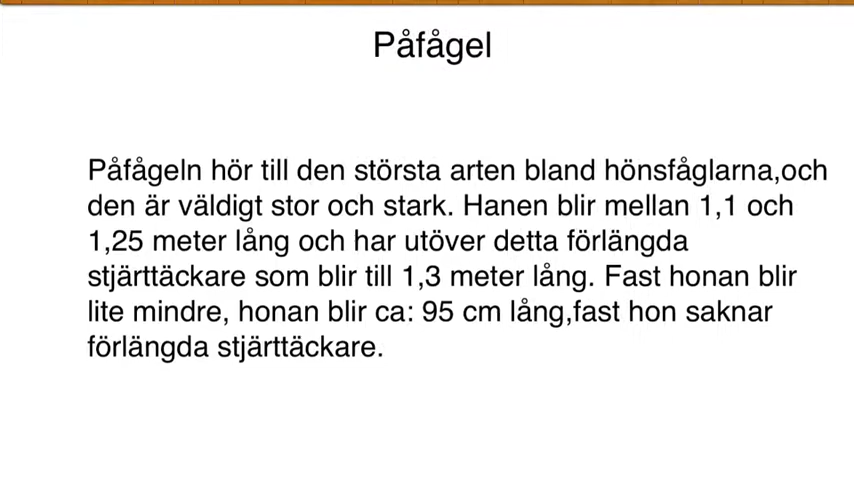 Påfågel
Påfågeln hör till den största arten bland hönsfåglarna,och
den är väldigt stor och stark. Hanen blir mellan 1,1 och
1,25 meter lång och har utöver detta förlängda
stjärttäckare som blir till 1,3 meter lång. Fast honan blir
lite mindre, honan blir ca: 95 cm lång,fast hon saknar
förlängda stjärttäckare.